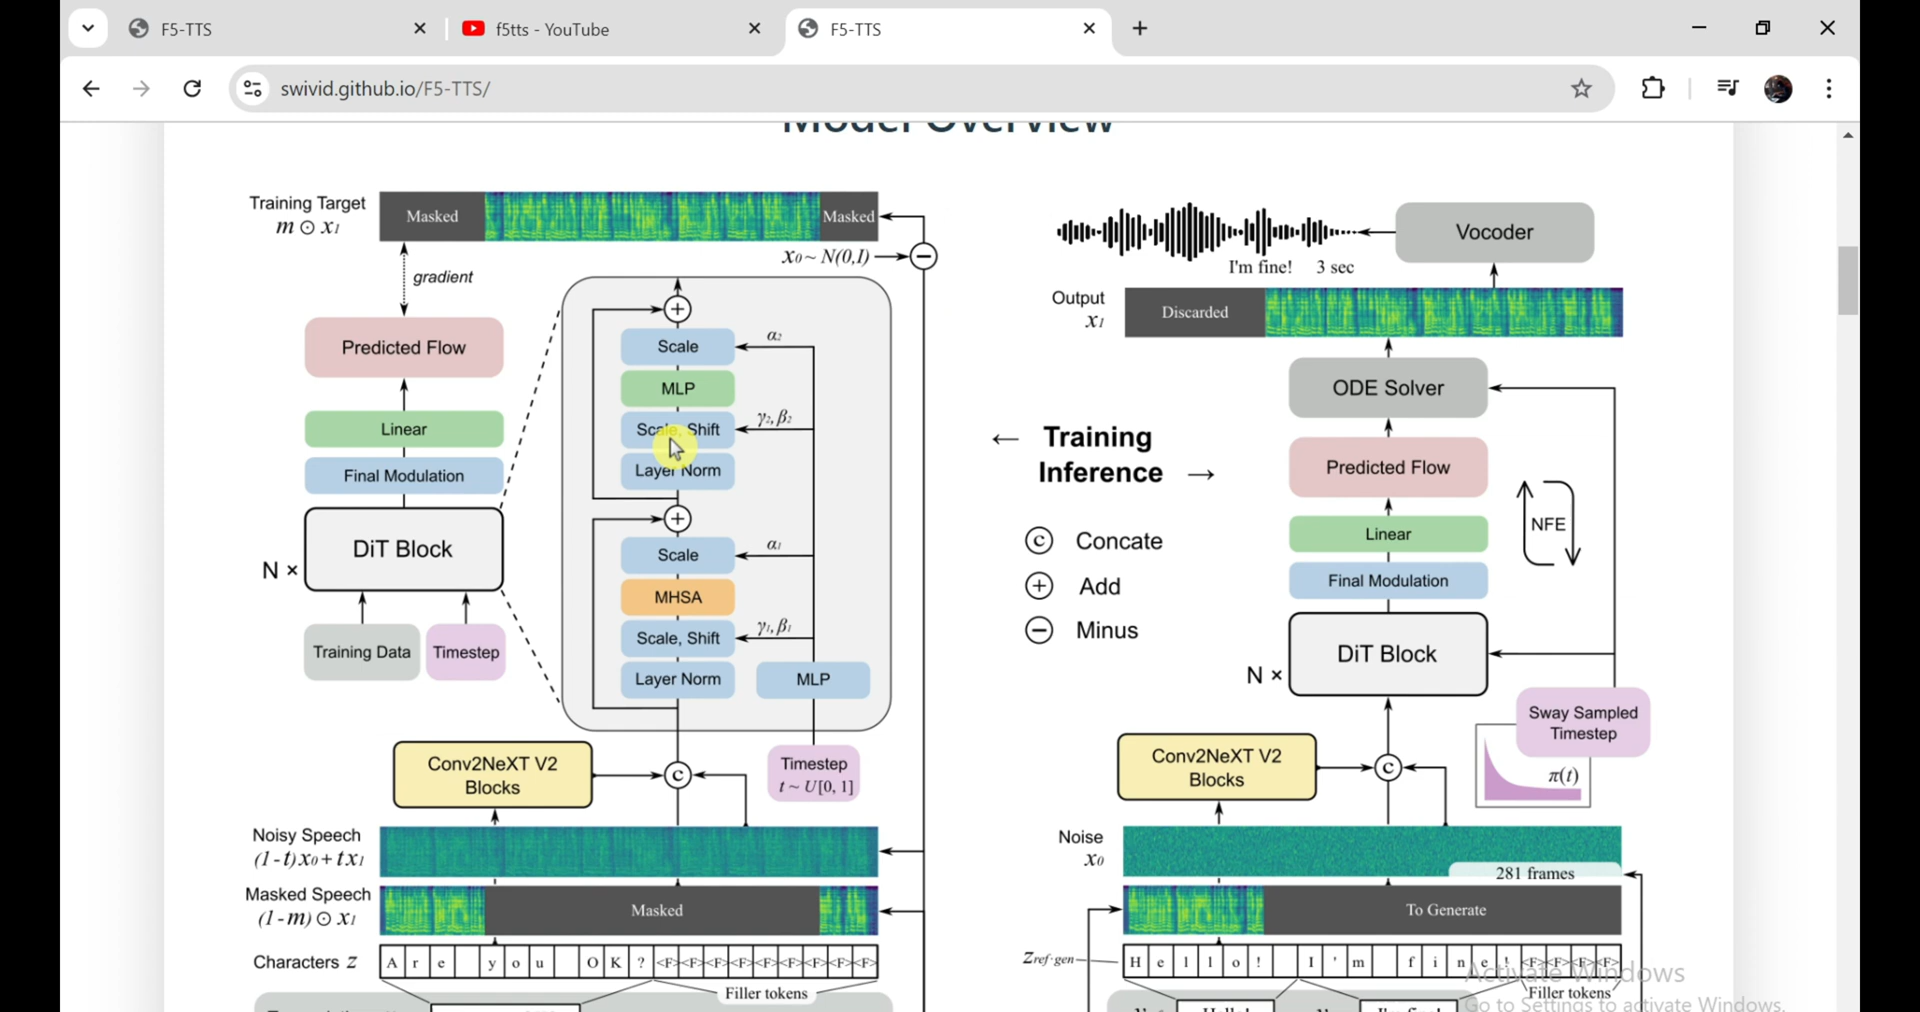 F5-TTS
f5tts - YouTube
F5-TTS
swivid.github.io/F5-TTS/
Model Overview
Training Target
m ⊙ x₁
Masked
Masked
x₀ ~ N(0,I)
gradient
Predicted Flow
Linear
Final Modulation
DiT Block
N ×
Training Data
Timestep
Scale
α₂
MLP
Scale, Shift
γ₂, β₂
Layer Norm
Scale
α₁
MHSA
Scale, Shift
γ₁, β₁
Layer Norm
MLP
Conv2NeXT V2
Blocks
C
Timestep
t ~ U[0, 1]
Noisy Speech
(1-t)x₀+tx₁
Masked Speech
(1-m) ⊙ x₁
Masked
Characters z
A r e y o u O K ? <F> <F> <F> <F> <F> <F> <F> <F> <F>
Filler tokens
← Training
Inference →
C Concate
+ Add
− Minus
Vocoder
I'm fine! 3 sec
Output
x₁
Discarded
ODE Solver
Predicted Flow
NFE
Linear
Final Modulation
DiT Block
N ×
Sway Sampled
Timestep
π(t)
Conv2NeXT V2
Blocks
C
Noise
x₀
281 frames
To Generate
z ref·gen
H e l l o ! I ' m f i n e ! <F> <F> <F> <F>
Filler tokens
Hello!
I'm fine!
Activate Windows
Go to Settings to activate Windows.